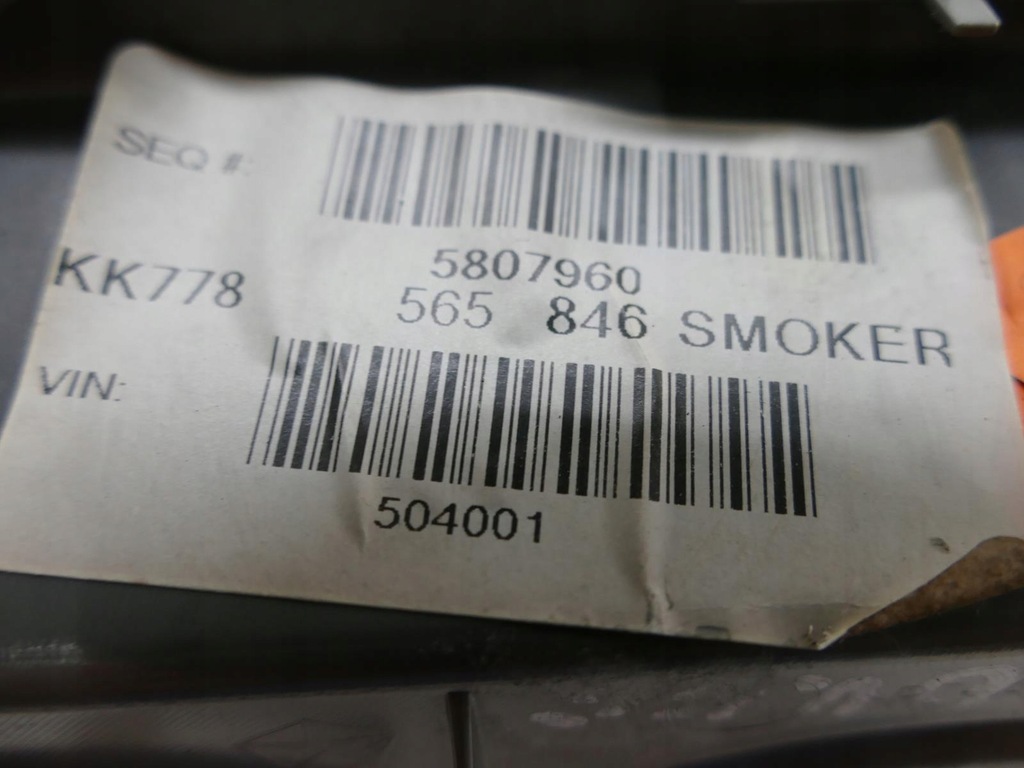 SEQ #:
5807960
KK778
565 846 SMOKER
VIN:
504001